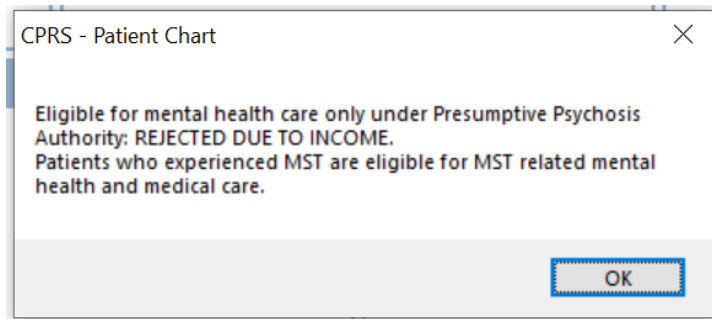 CPRS - Patient Chart
Eligible for mental health care only under Presumptive Psychosis
Authority: REJECTED DUE TO INCOME.
Patients who experienced MST are eligible for MST related mental
health and medical care.
OK